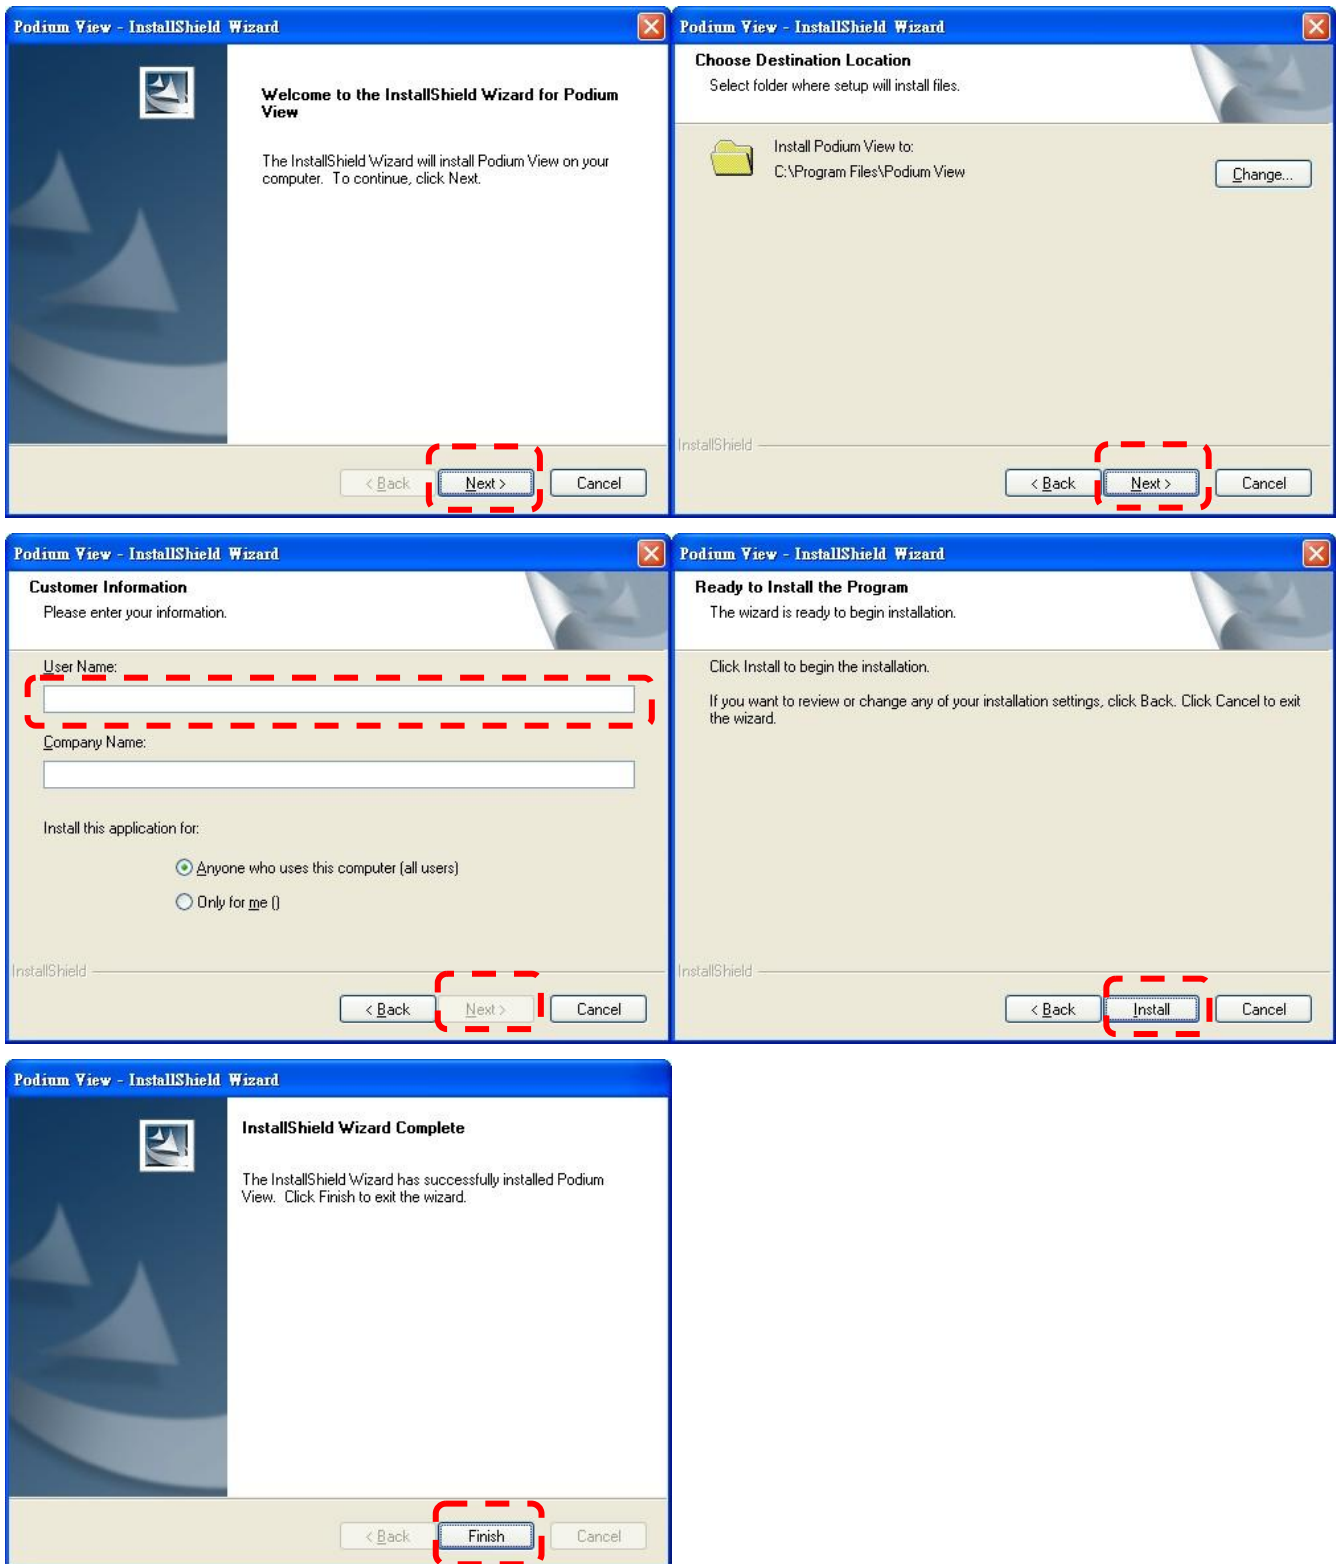 Podium View - InstallShield Wizard
Welcome to the InstallShield Wizard for Podium
View
The InstallShield Wizard will install Podium View on your
computer. To continue, click Next.
< Back
Next >
Cancel
Podium View - InstallShield Wizard
Choose Destination Location
Select folder where setup will install files.
Install Podium View to:
C:\Program Files\Podium View
Change...
InstallShield
< Back
Next >
Cancel
Podium View - InstallShield Wizard
Customer Information
Please enter your information.
User Name:
Company Name:
Install this application for:
Anyone who uses this computer (all users)
Only for me ()
InstallShield
< Back
Next >
Cancel
Podium View - InstallShield Wizard
Ready to Install the Program
The wizard is ready to begin installation.
Click Install to begin the installation.
If you want to review or change any of your installation settings, click Back. Click Cancel to exit
the wizard.
InstallShield
< Back
Install
Cancel
Podium View - InstallShield Wizard
InstallShield Wizard Complete
The InstallShield Wizard has successfully installed Podium
View. Click Finish to exit the wizard.
< Back
Finish
Cancel